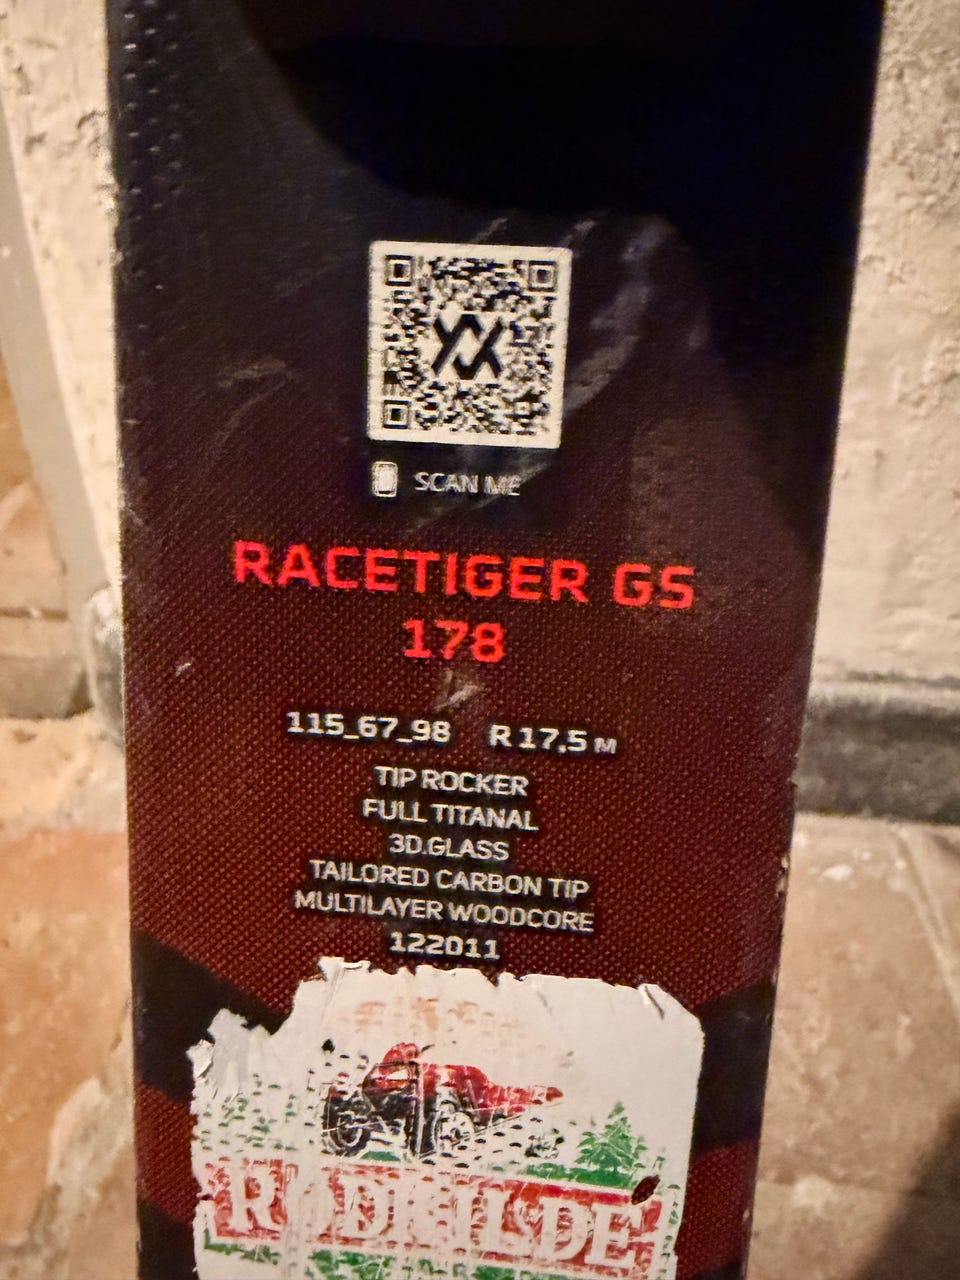 SCAN ME
RACETIGER GS
178
115_67_98 R 17,5 M
TIP ROCKER
FULL TITANAL
3D.GLASS
TAILORED CARBON TIP
MULTILAYER WOODCORE
122011